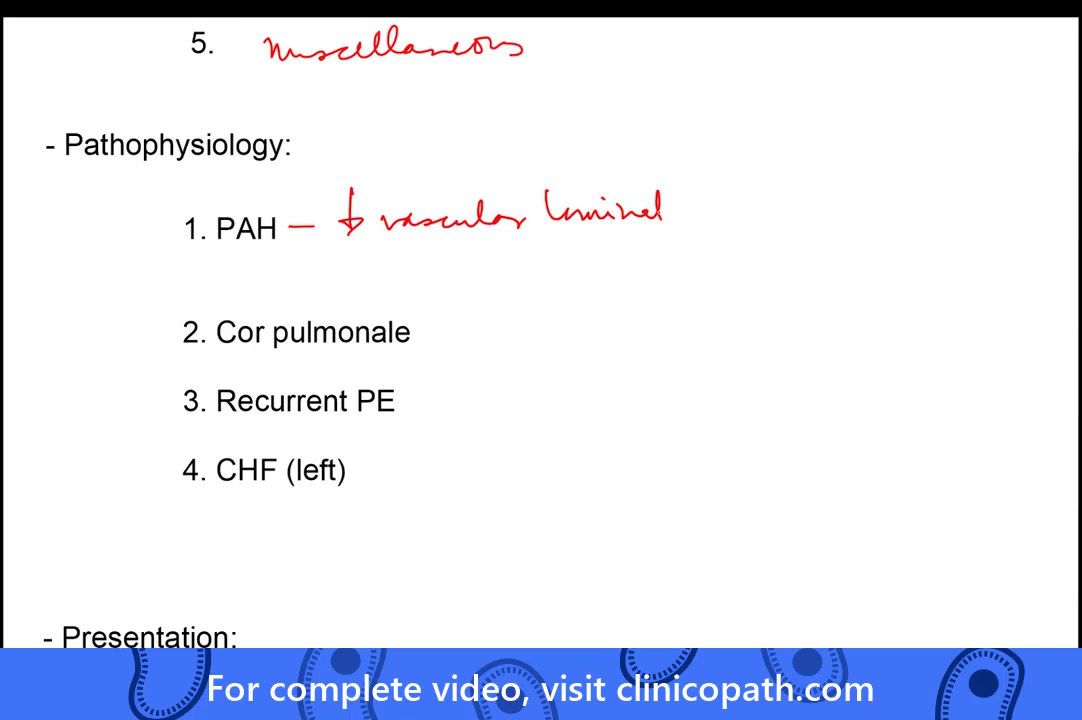 5. Miscellaneous
- Pathophysiology:
1. PAH — ↓ vascular luminal
2. Cor pulmonale
3. Recurrent PE
4. CHF (left)
- Presentation:
For complete video, visit clinicopath.com